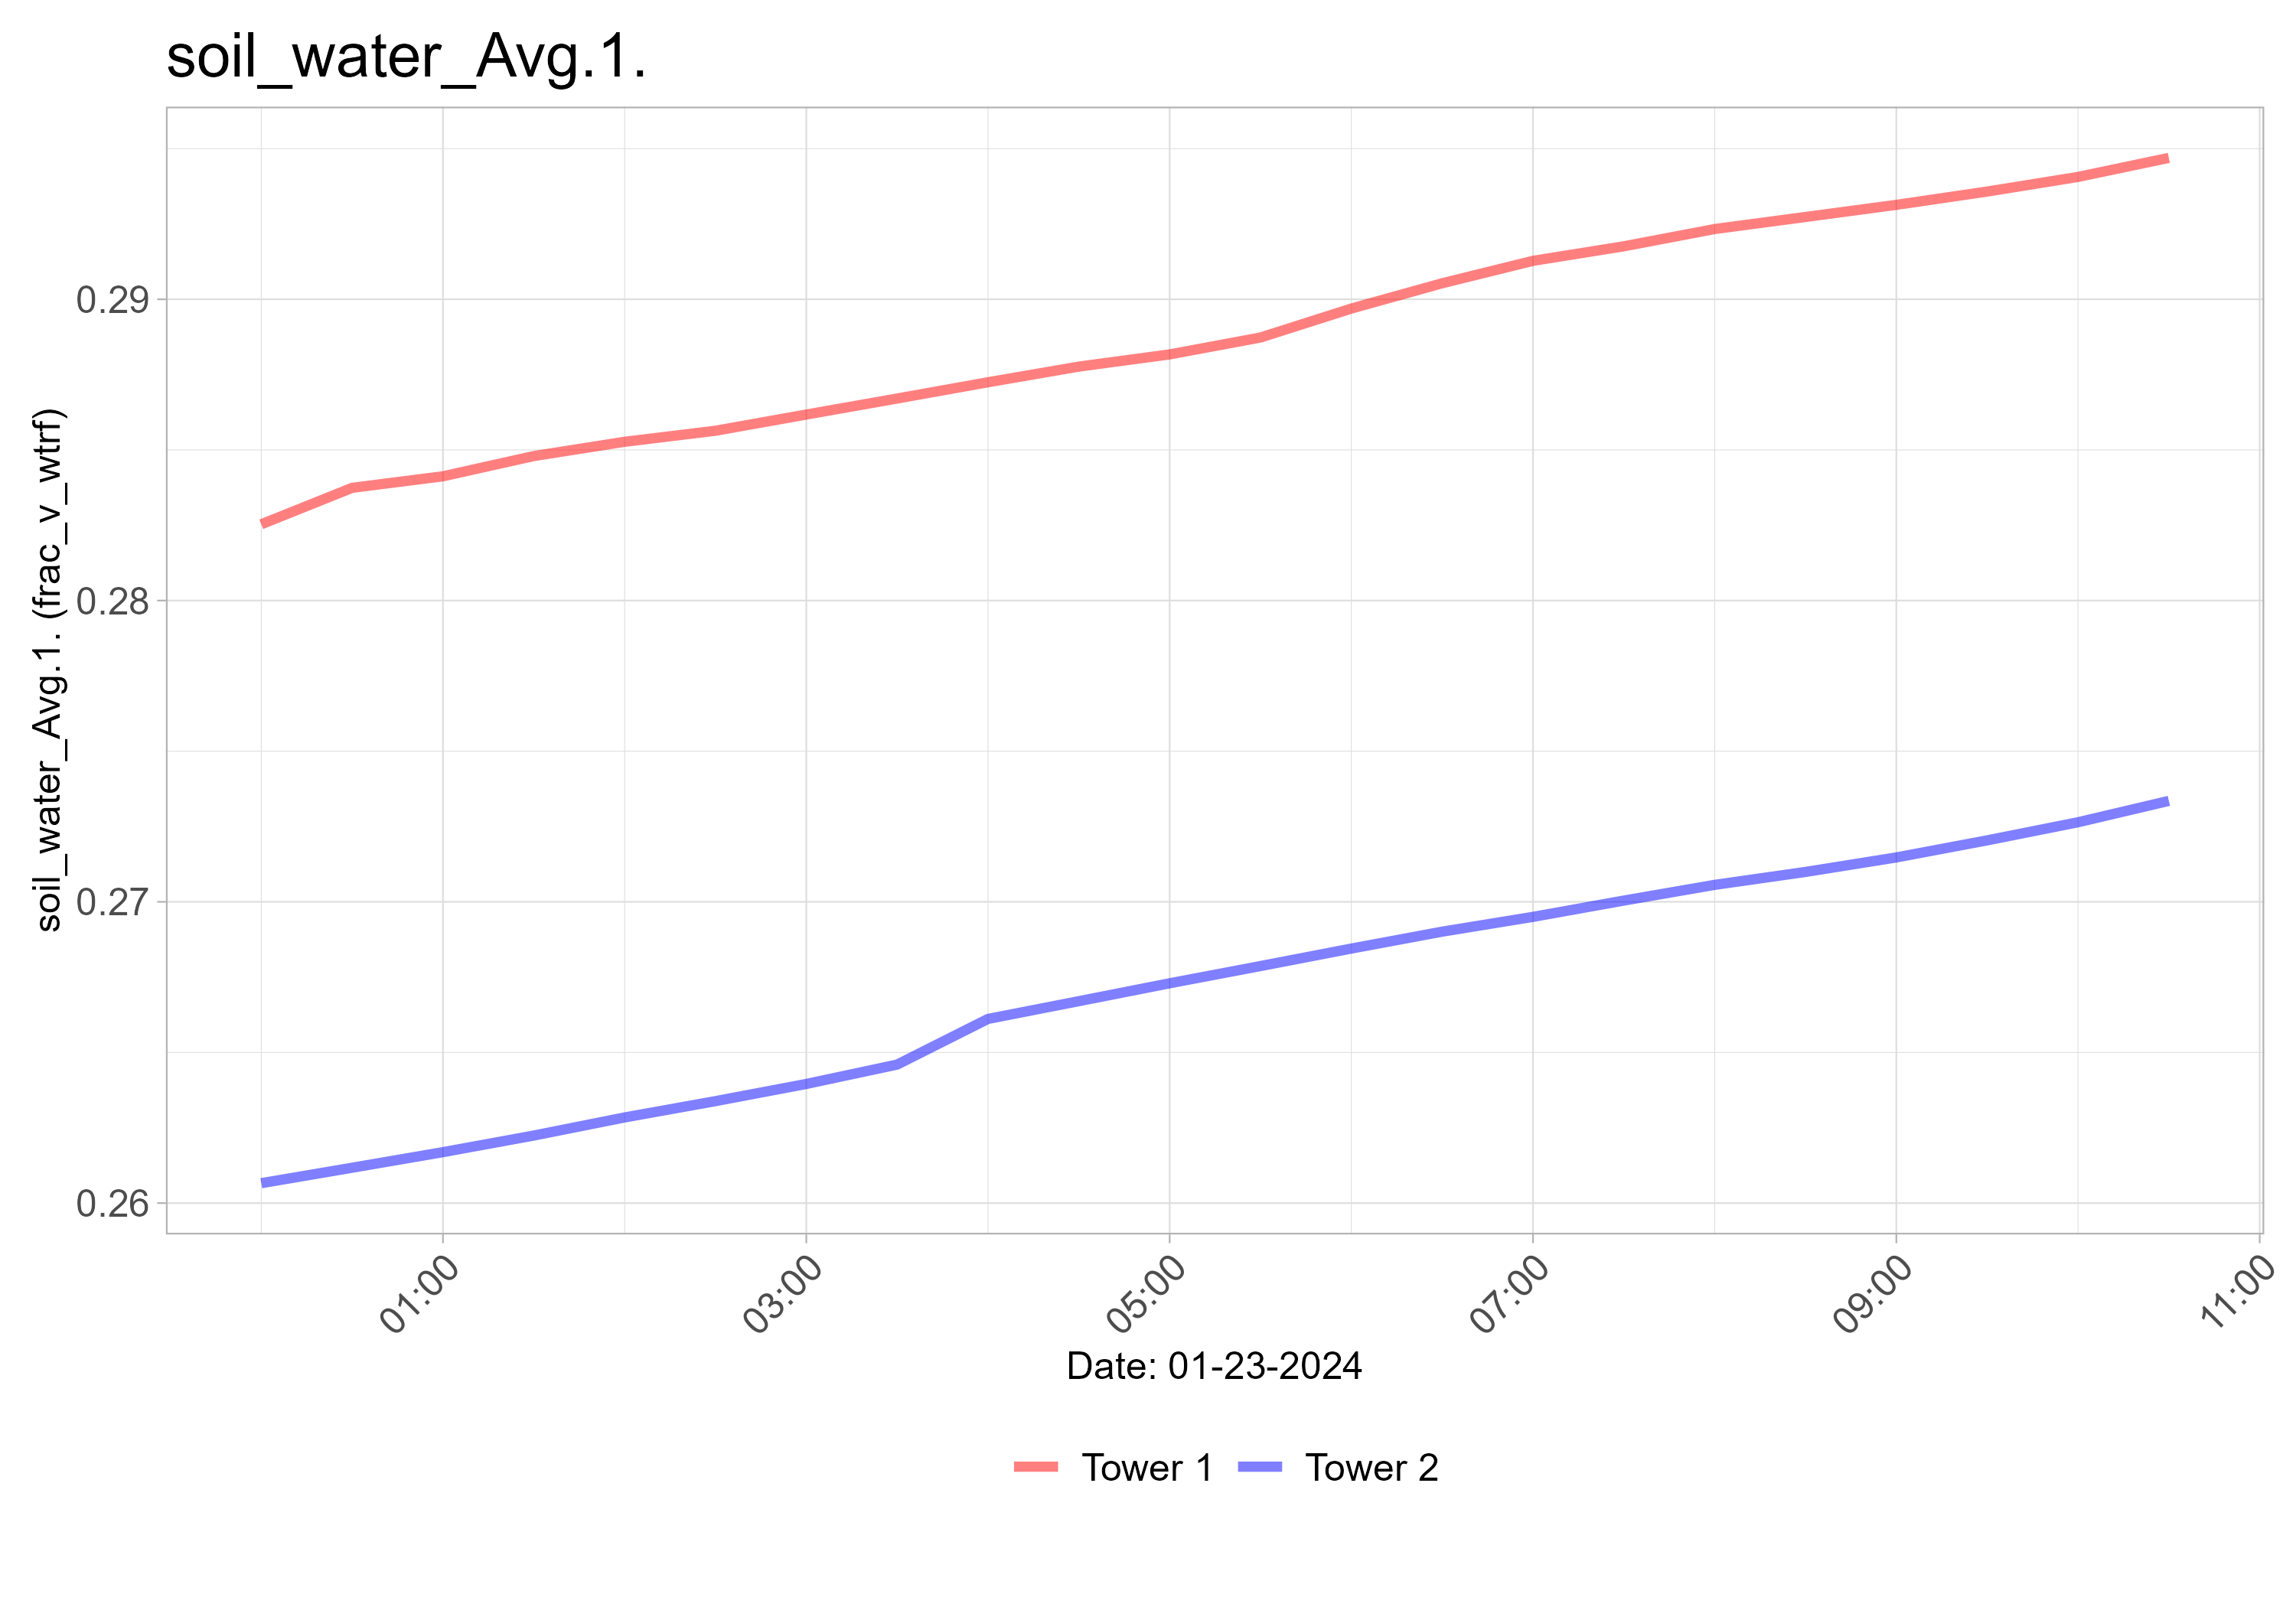 soil_water_Avg.1.
soil_water_Avg.1. (frac_v_wtrf)
0.29
0.28
0.27
0.26
01:00
03:00
05:00
07:00
09:00
11:00
Date: 01-23-2024
Tower 1
Tower 2